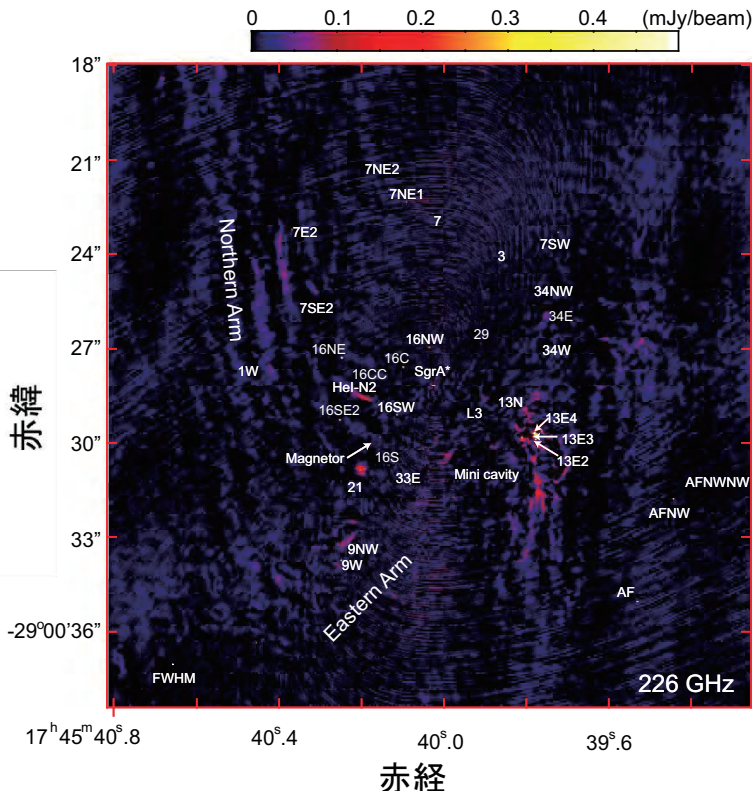 0 0.1 0.2 0.3 0.4 (mJy/beam)
18”
21”
24”
27”
30”
33”
-29°00’36”
赤緯
7NE2
7NE1
7
7E2
Northern Arm
3
7SW
7SE2
34NW
34E
29
16NW
16NE
16C
34W
1W
16CC
SgrA*
HeI-N2
16SE2
16SW
L3
13N
13E4
13E3
13E2
Magnetor
16S
21
33E
Mini cavity
AFNWNW
AFNW
9NW
9W
Eastern Arm
AF
FWHM
226 GHz
17ʰ45ᵐ40ˢ.8 40ˢ.4 40ˢ.0 39ˢ.6
赤経